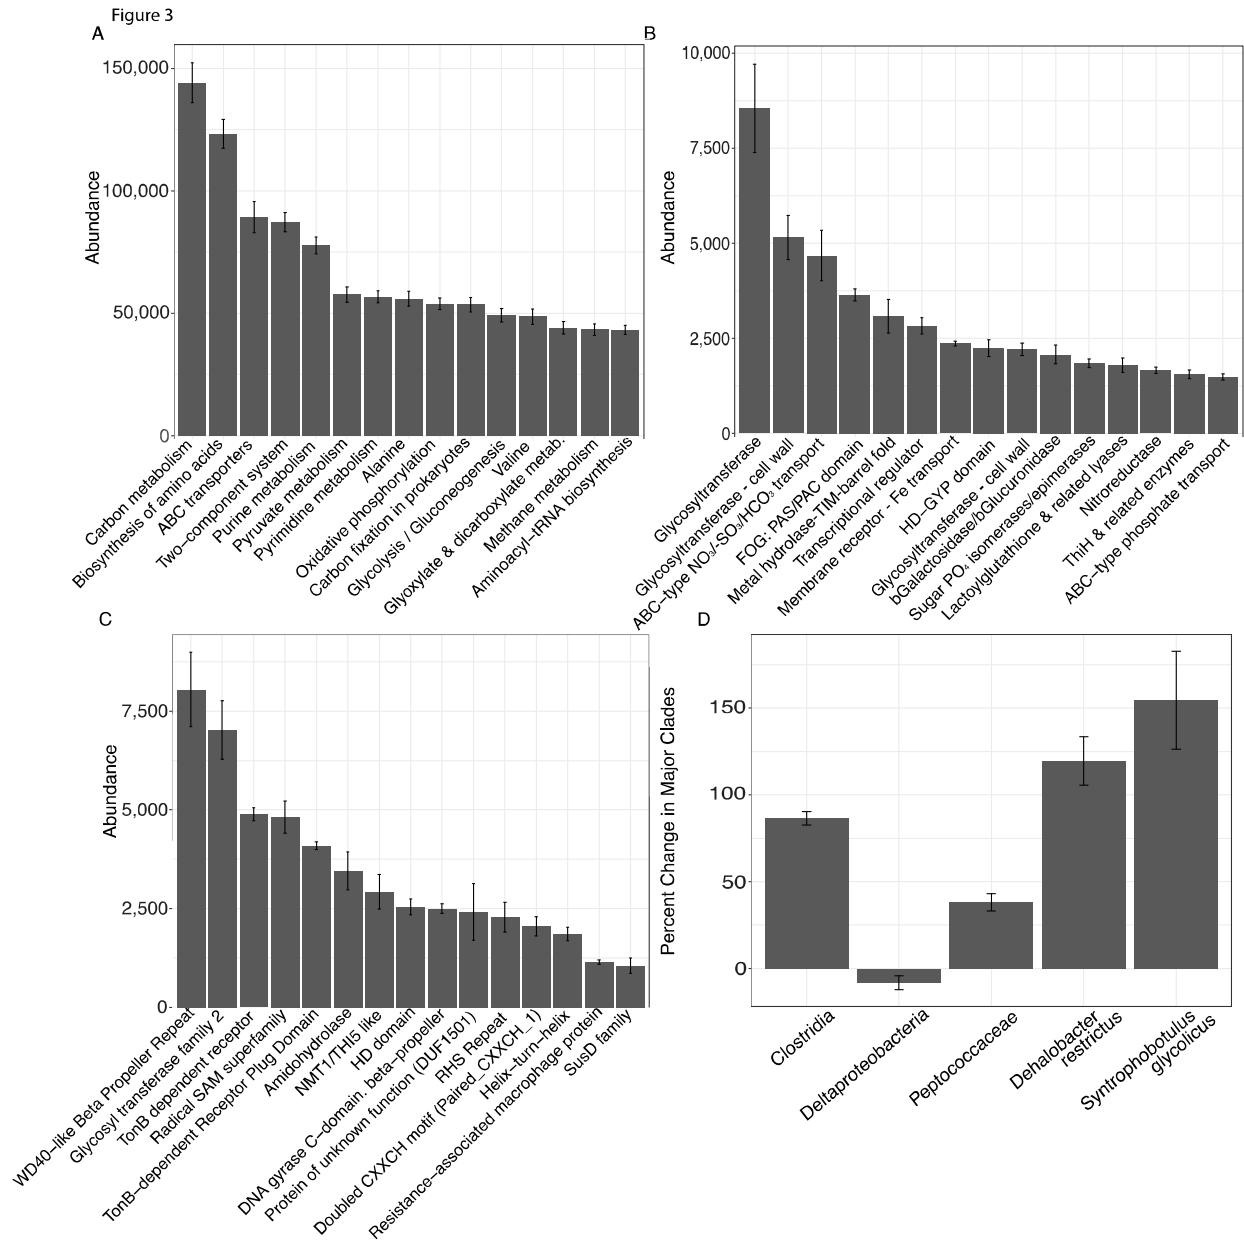 Figure 3
A
Abundance
150,000
100,000
50,000
0
Carbon metabolism
Biosynthesis of amino acids
ABC transporters
Two−component system
Purine metabolism
Pyruvate metabolism
Pyrimidine metabolism
Alanine
Oxidative phosphorylation
Carbon fixation in prokaryotes
Glycolysis / Gluconeogenesis
Valine
Glyoxylate & dicarboxylate metab.
Methane metabolism
Aminoacyl−tRNA biosynthesis
B
Abundance
10,000
7,500
5,000
2,500
0
Glycosyltransferase
Glycosyltransferase - cell wall
ABC−type NO₃/-SO₃/HCO₃ transport
FOG: PAS/PAC domain
Metal hydrolase-TIM-barrel fold
Transcriptional regulator
Membrane receptor - Fe transport
HD−GYP domain
Glycosyltransferase - cell wall
bGalactosidase/bGlucuronidase
Sugar PO₄ isomerases/epimerases
Lactoylglutathione & related lyases
Nitroreductase
ThiH & related enzymes
ABC−type phosphate transport
C
Abundance
7,500
5,000
2,500
0
WD40−like Beta Propeller Repeat
Glycosyl transferase family 2
TonB dependent receptor
Radical SAM superfamily
TonB−dependent Receptor Plug Domain
Amidohydrolase
NMT1/THI5 like
HD domain
DNA gyrase C−domain. beta−propeller
Protein of unknown function (DUF1501)
RHS Repeat
Doubled CXXCH motif (Paired_CXXCH_1)
Helix−turn−helix
Resistance−associated macrophage protein
SusD family
D
Percent Change in Major Clades
150
100
50
0
Clostridia
Deltaproteobacteria
Peptoccaceae
Dehalobacter
restrictus
Syntrophobotulus
glycolicus